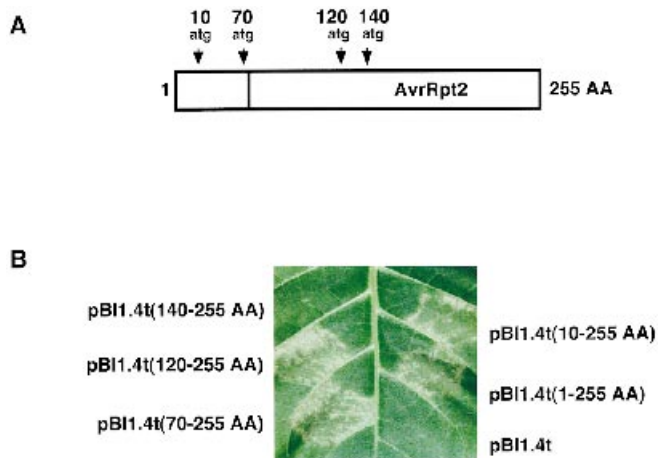 A
10 70 120 140
atg atg atg atg
1 AvrRpt2 255 AA
B
pBI1.4t(140-255 AA)
pBI1.4t(120-255 AA)
pBI1.4t(70-255 AA)
pBI1.4t(10-255 AA)
pBI1.4t(1-255 AA)
pBI1.4t